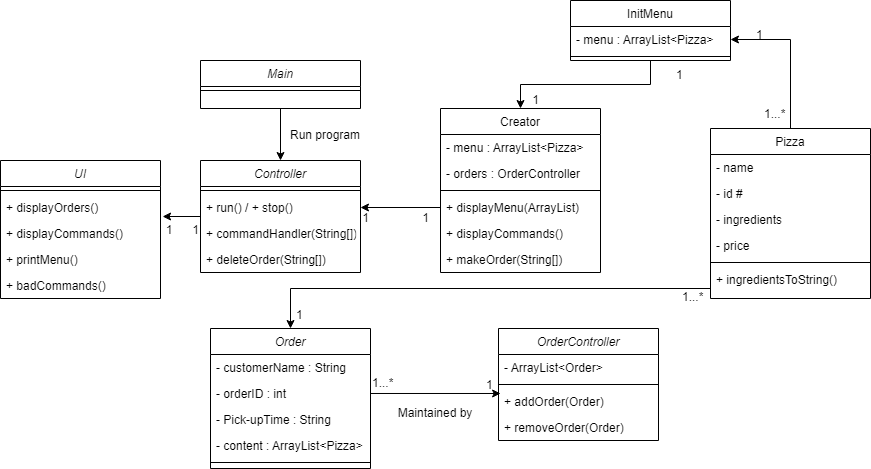 InitMenu
- menu : ArrayList<Pizza>
1
1
Main
1
1...*
Creator
Pizza
Run program
- menu : ArrayList<Pizza>
- orders : OrderController
- name
- id #
- ingredients
- price
UI
Controller
+ displayOrders()
+ displayCommands()
+ printMenu()
+ badCommands()
1
1
+ run() / + stop()
+ commandHandler(String[])
+ deleteOrder(String[])
1
1
+ displayMenu(ArrayList)
+ displayCommands()
+ makeOrder(String[])
+ ingredientsToString()
1...*
1
Order
OrderController
- customerName : String
- orderID : int
- Pick-upTime : String
- content : ArrayList<Pizza>
1...*
1
Maintained by
- ArrayList<Order>
+ addOrder(Order)
+ removeOrder(Order)